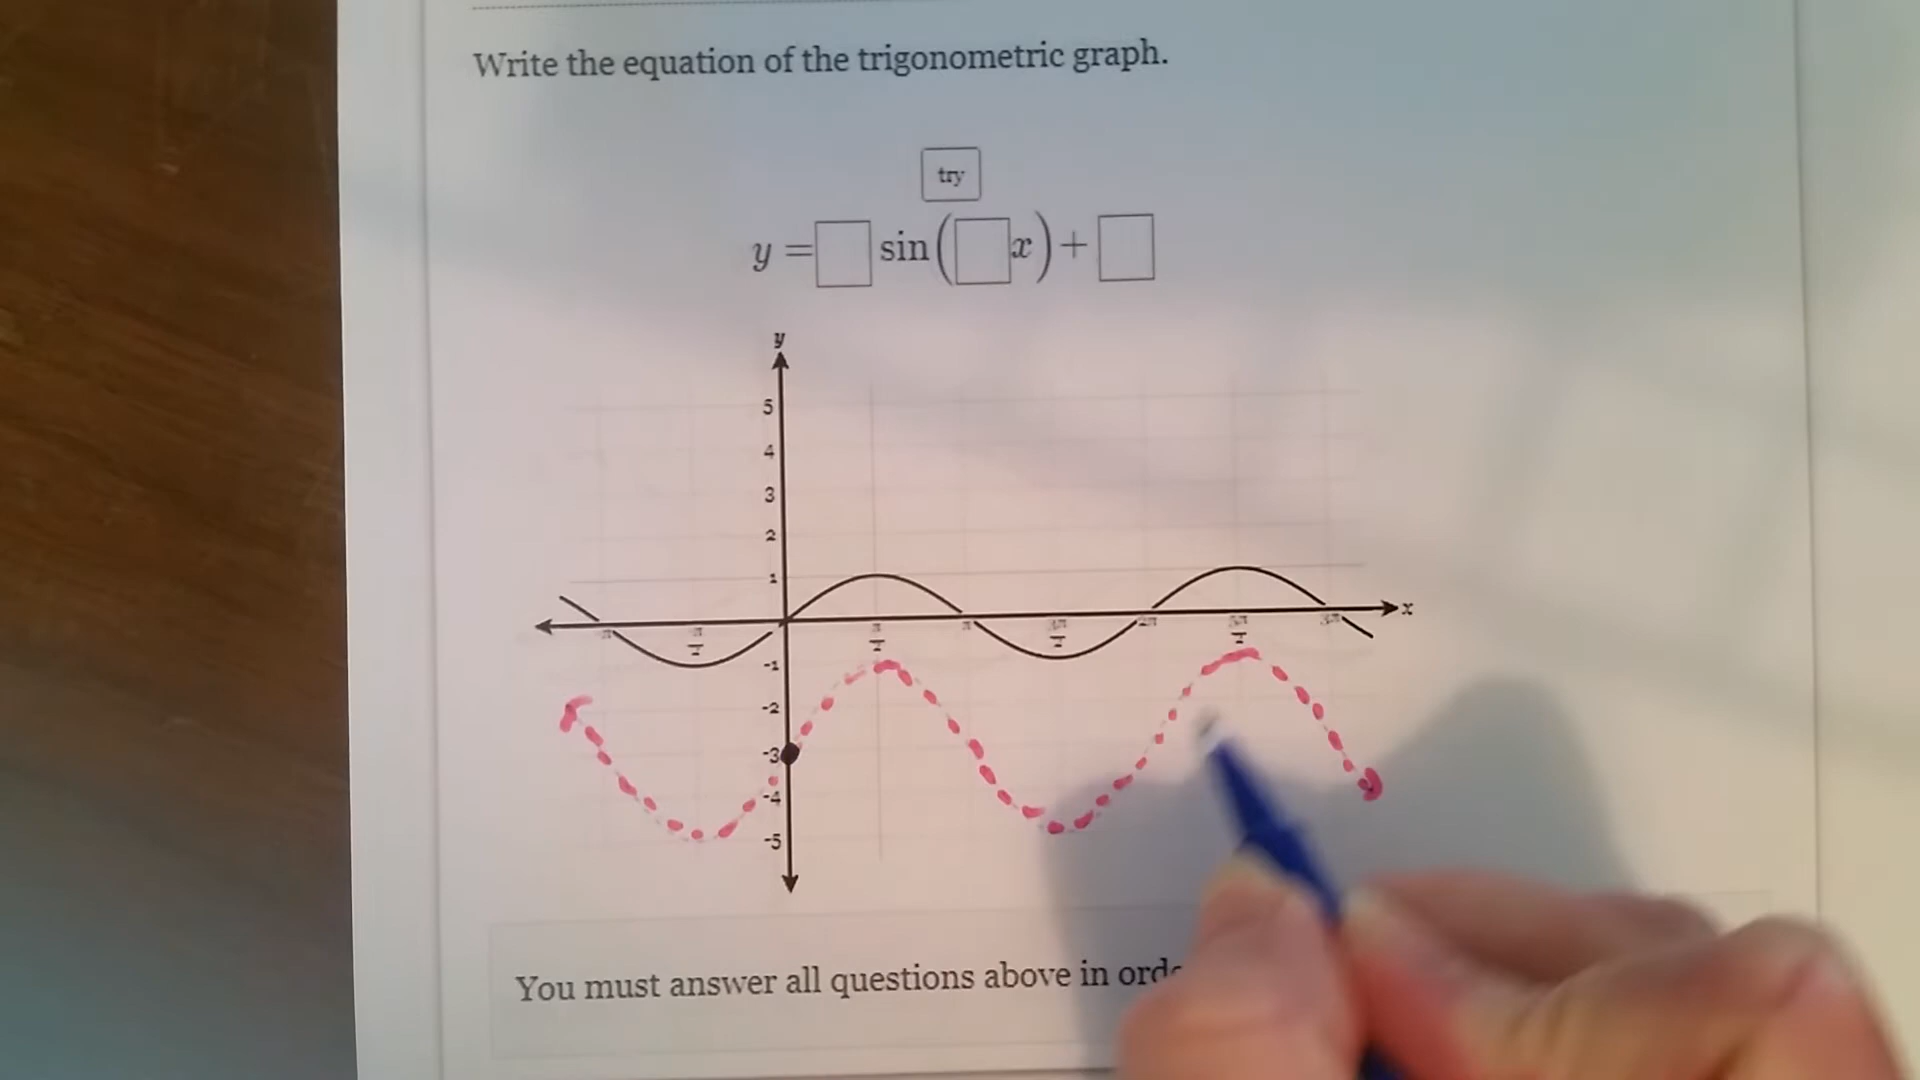 Write the equation of the trigonometric graph.
try
y = sin( x) +
y
5
4
3
2
1
x
-1
-2
-3
-4
-5
You must answer all questions above in